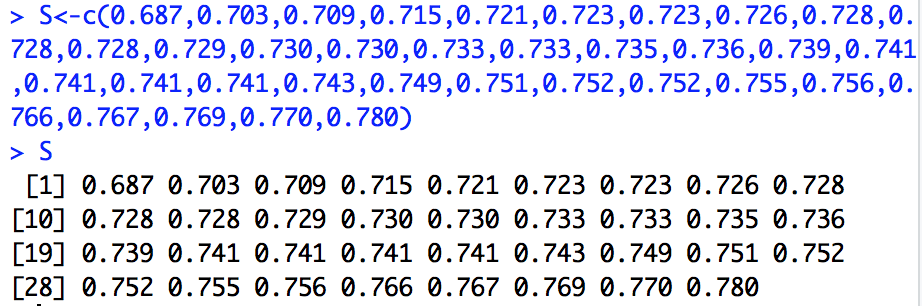 > S<-c(0.687,0.703,0.709,0.715,0.721,0.723,0.723,0.726,0.728,0.
728,0.728,0.729,0.730,0.730,0.733,0.733,0.735,0.736,0.739,0.741
,0.741,0.741,0.741,0.743,0.749,0.751,0.752,0.752,0.755,0.756,0.
766,0.767,0.769,0.770,0.780)
> S
[1] 0.687 0.703 0.709 0.715 0.721 0.723 0.723 0.726 0.728
[10] 0.728 0.728 0.729 0.730 0.730 0.733 0.733 0.735 0.736
[19] 0.739 0.741 0.741 0.741 0.741 0.743 0.749 0.751 0.752
[28] 0.752 0.755 0.756 0.766 0.767 0.769 0.770 0.780